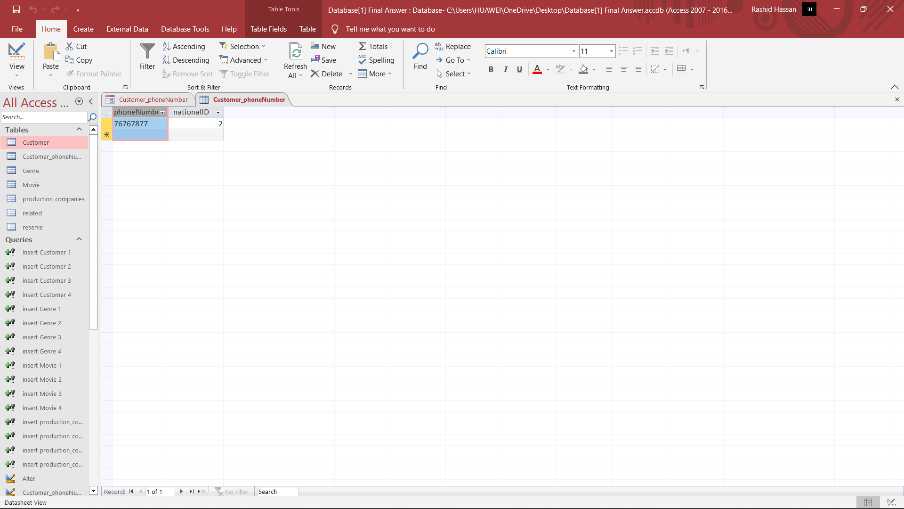 Table Tools
Database[1] Final Answer : Database- C:\Users\HUAWEI\OneDrive\Desktop\Database[1] Final Answer.accdb (Access 2007 - 2016...
Rashid Hassan
File Home Create External Data Database Tools Help Table Fields Table Tell me what you want to do
View
Views
Paste
Cut
Copy
Format Painter
Clipboard
Filter
Ascending
Descending
Remove Sort
Selection
Advanced
Toggle Filter
Sort & Filter
Refresh
All
New
Save
Delete
Totals
Spelling
More
Records
Find
Replace
Go To
Select
Find
Calibri 11
B I U A
Text Formatting
All Access ...
Search...
Tables
Customer
Customer_phoneNu...
Genre
Movie
production companies
related
reserve
Queries
insert Customer 1
insert Customer 2
insert Customer 3
insert Customer 4
insert Genre 1
insert Genre 2
insert Genre 3
insert Genre 4
insert Movie 1
insert Movie 2
insert Movie 3
insert Movie 4
insert production_co...
insert production_co...
insert production_co...
insert production_co...
Alter
Customer_phoneNu...
Customer_phoneNumber Customer_phoneNumber
phoneNumbe nationalID
76767877 2
Record: 1 of 1 No Filter Search
Datasheet View